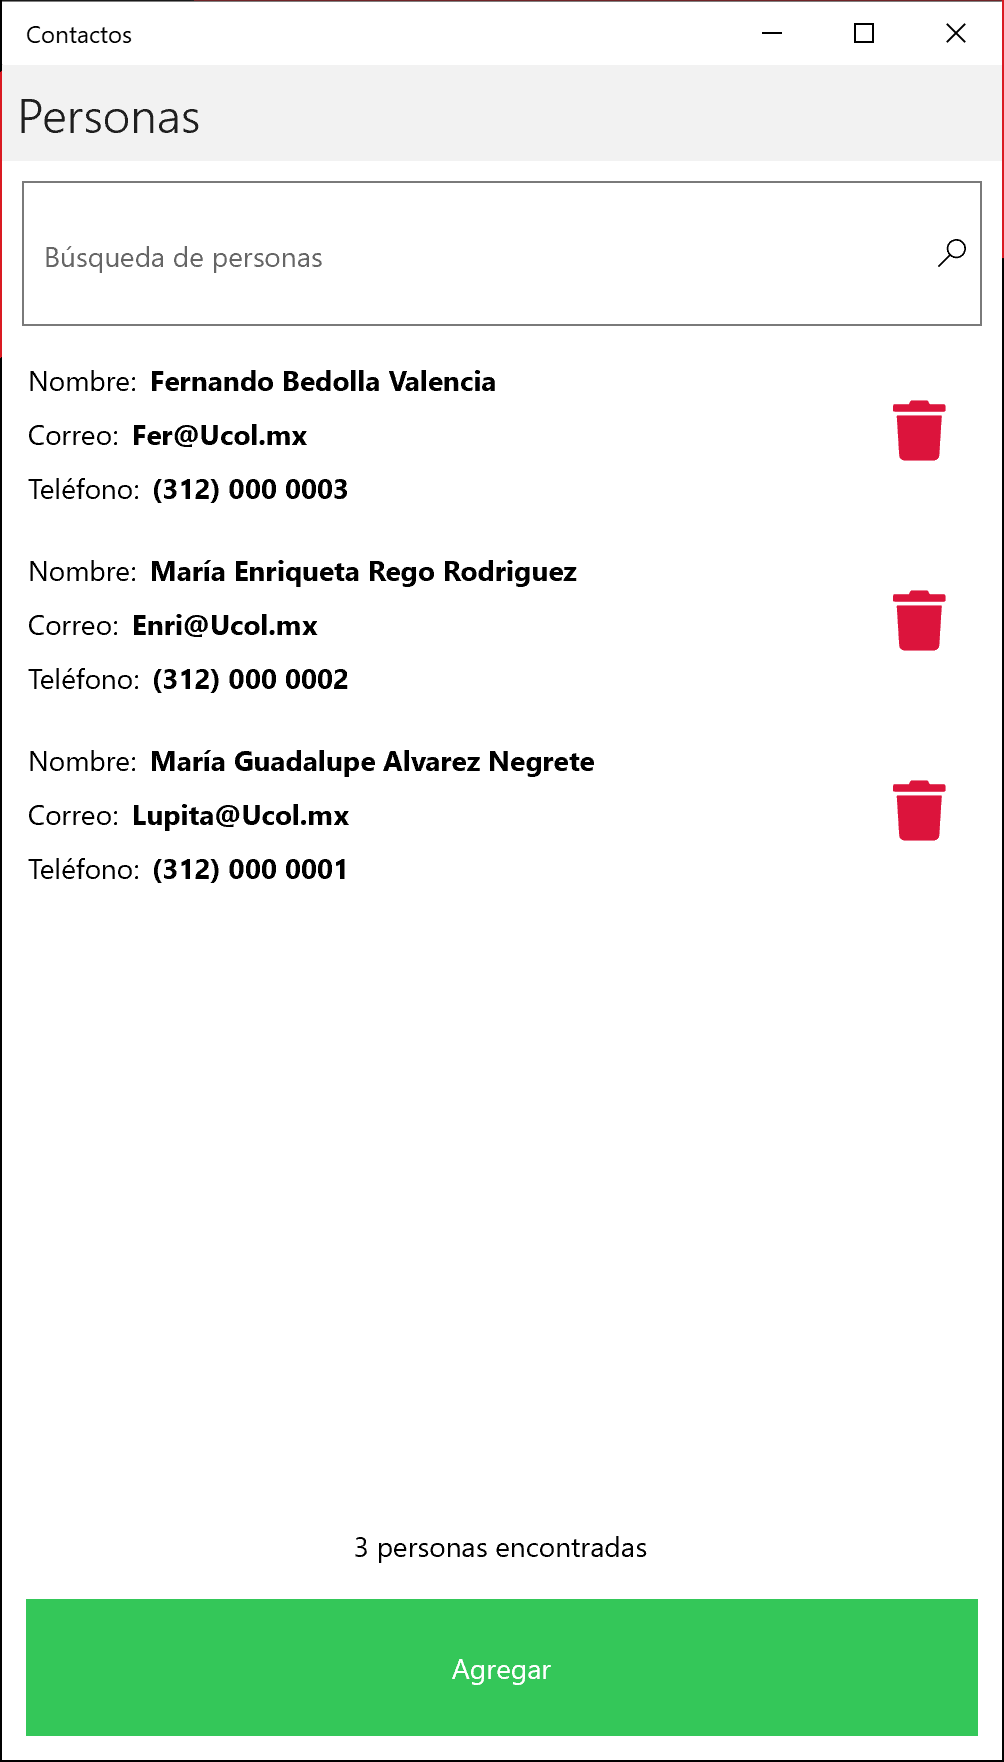 Contactos
Personas
Búsqueda de personas
Nombre: Fernando Bedolla Valencia
Correo: Fer@Ucol.mx
Teléfono: (312) 000 0003
Nombre: María Enriqueta Rego Rodriguez
Correo: Enri@Ucol.mx
Teléfono: (312) 000 0002
Nombre: María Guadalupe Alvarez Negrete
Correo: Lupita@Ucol.mx
Teléfono: (312) 000 0001
3 personas encontradas
Agregar